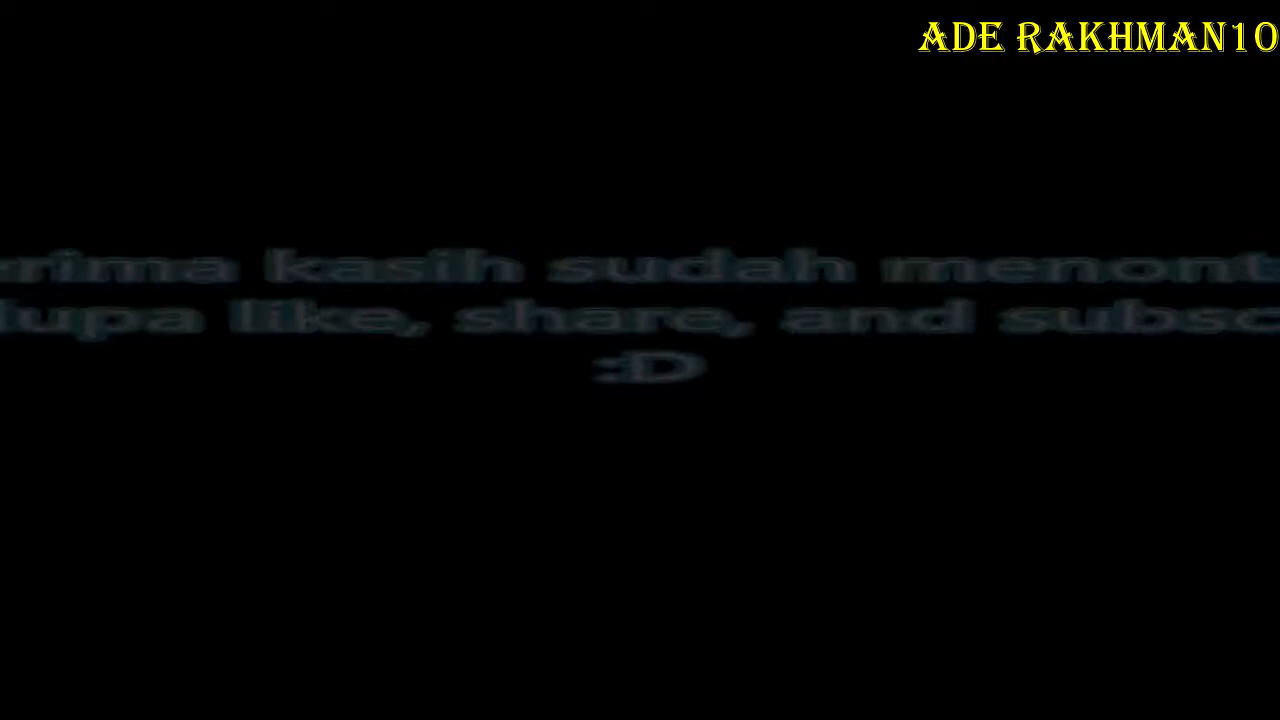 ADE RAKHMAN10
rima kasih sudah menont
lupa like, share, and subsc
:D